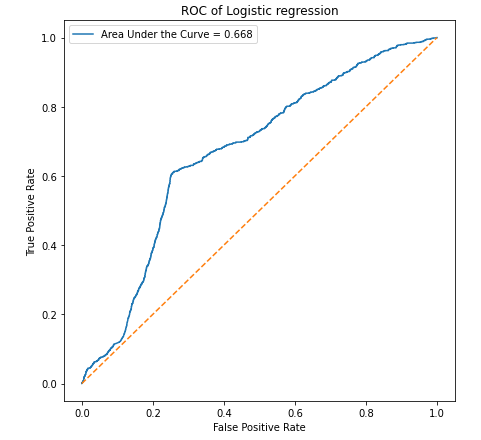 ROC of Logistic regression
Area Under the Curve = 0.668
True Positive Rate
1.0
0.8
0.6
0.4
0.2
0.0
0.0 0.2 0.4 0.6 0.8 1.0
False Positive Rate